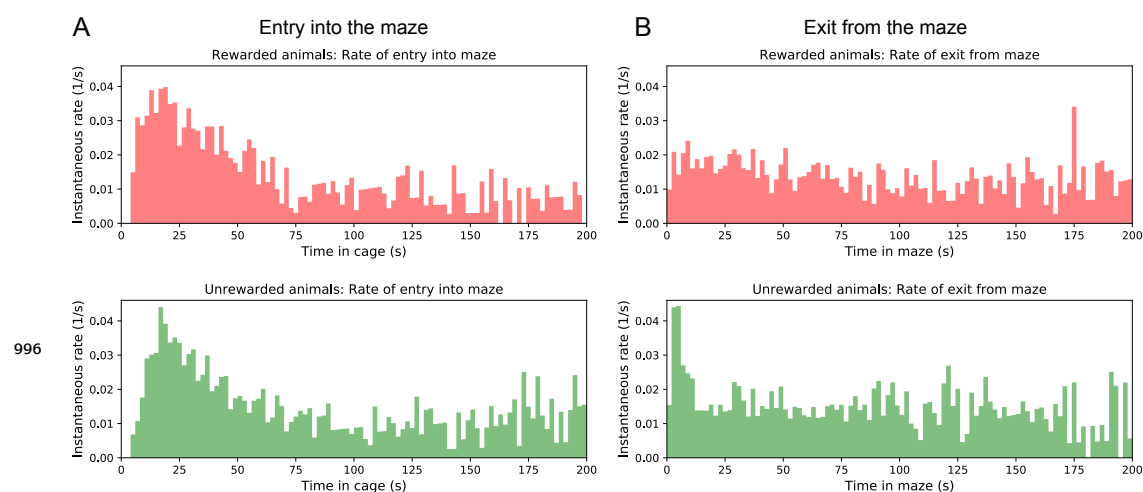 A Entry into the maze
B Exit from the maze
Rewarded animals: Rate of entry into maze
Instantaneous rate (1/s)
0.04
0.03
0.02
0.01
0.00
0 25 50 75 100 125 150 175 200
Time in cage (s)
Rewarded animals: Rate of exit from maze
Instantaneous rate (1/s)
0.04
0.03
0.02
0.01
0.00
0 25 50 75 100 125 150 175 200
Time in maze (s)
996
Unrewarded animals: Rate of entry into maze
Instantaneous rate (1/s)
0.04
0.03
0.02
0.01
0.00
0 25 50 75 100 125 150 175 200
Time in cage (s)
Unrewarded animals: Rate of exit from maze
Instantaneous rate (1/s)
0.04
0.03
0.02
0.01
0.00
0 25 50 75 100 125 150 175 200
Time in maze (s)